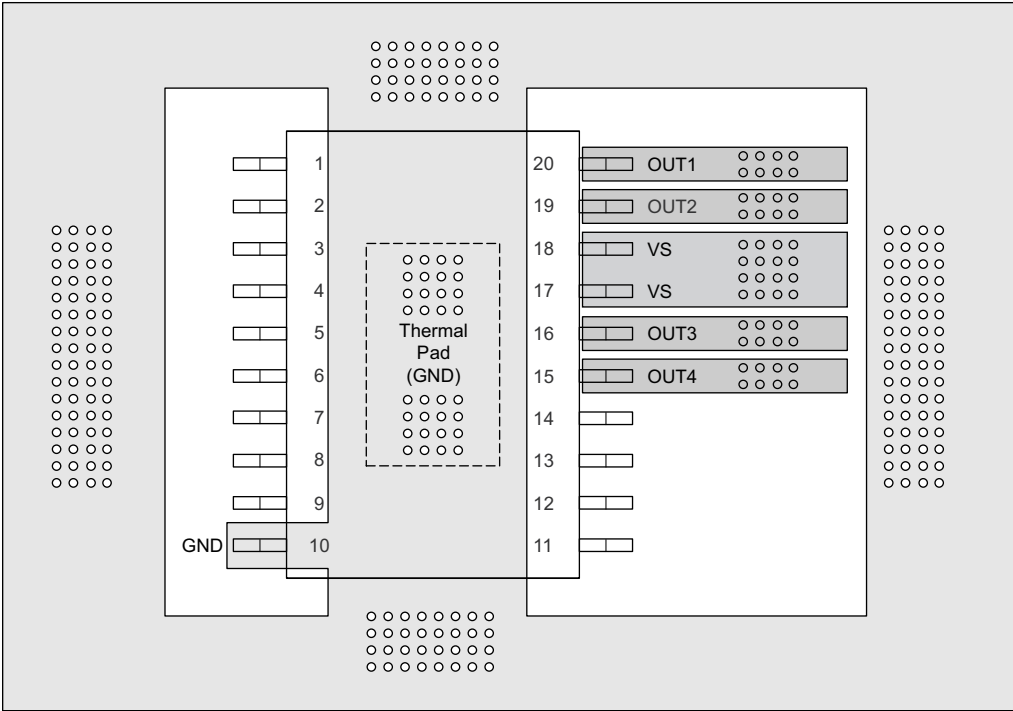 1
2
3
4
5
6
7
8
9
GND 10
Thermal
Pad
(GND)
20 OUT1
19 OUT2
18 VS
17 VS
16 OUT3
15 OUT4
14
13
12
11